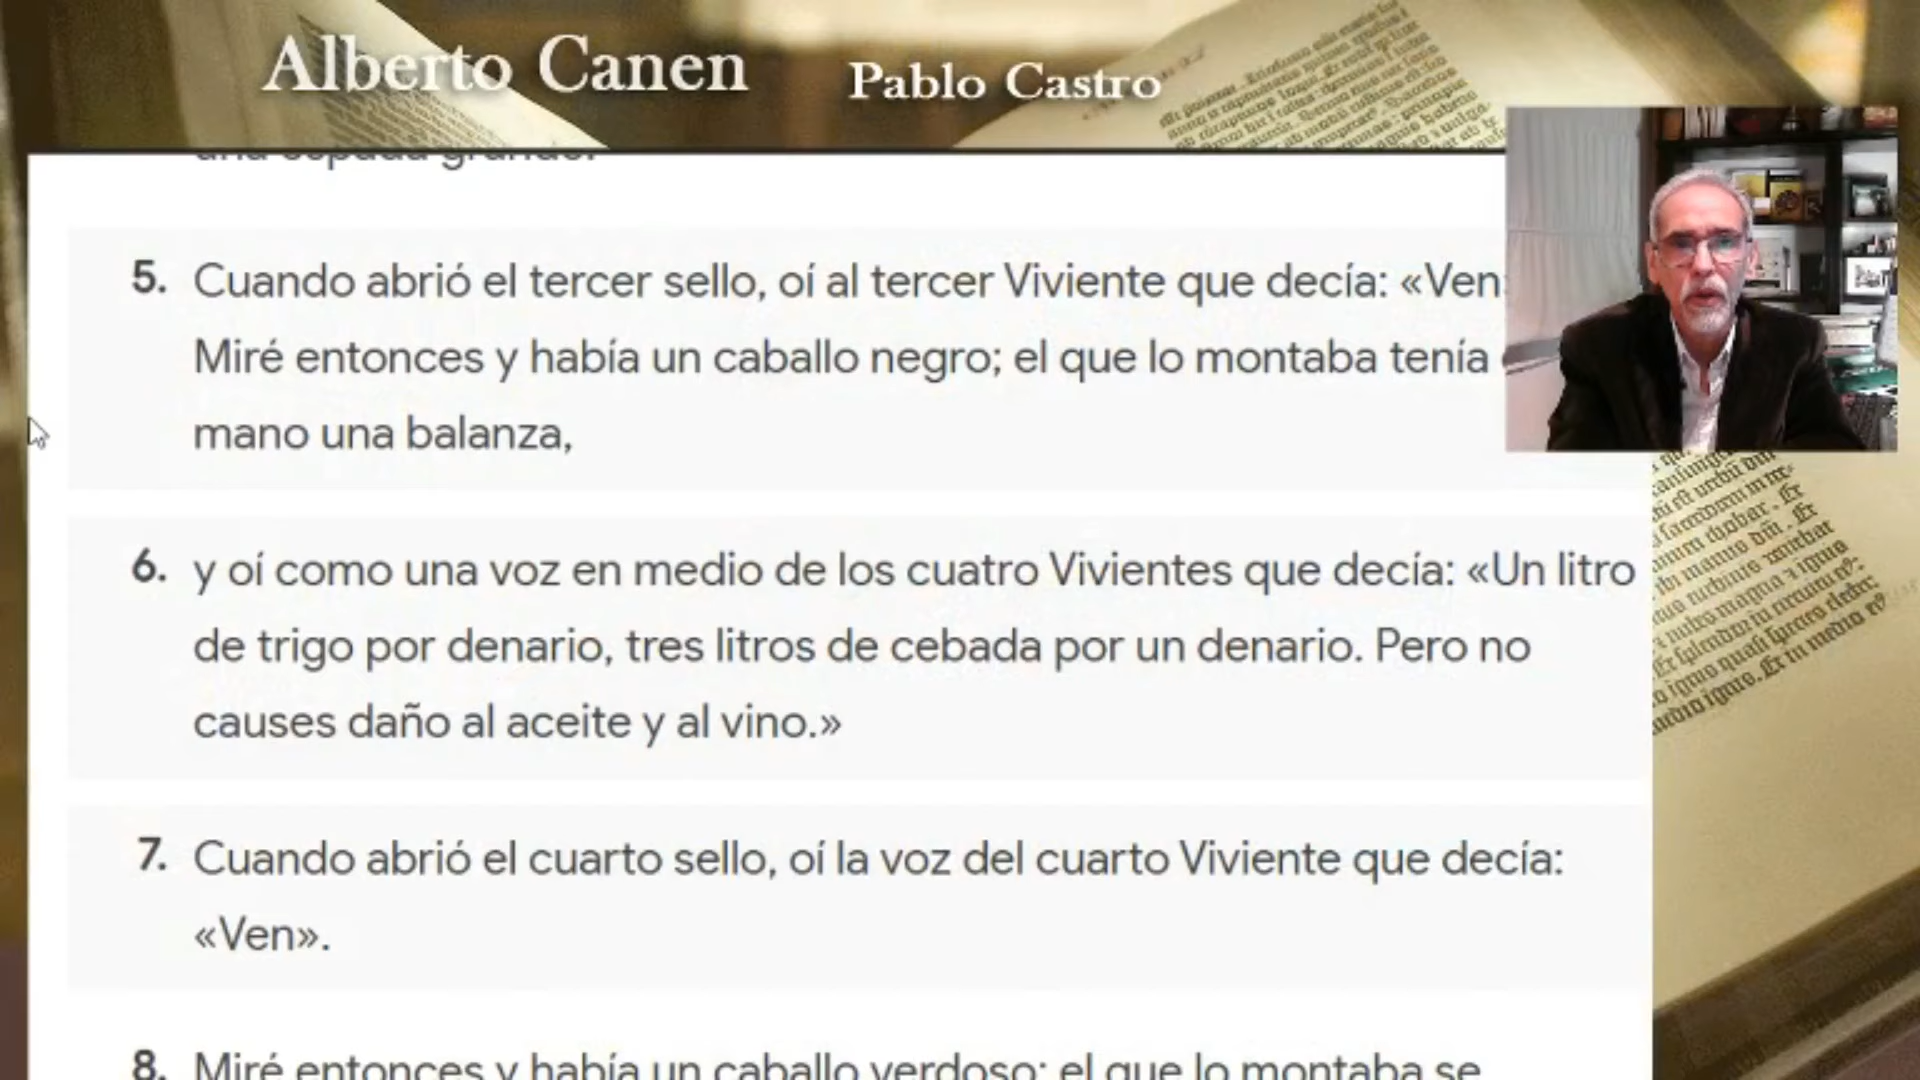 Alberto Canen Pablo Castro
una espada grande.
5. Cuando abrió el tercer sello, oí al tercer Viviente que decía: «Ven
Miré entonces y había un caballo negro; el que lo montaba tenía
mano una balanza,
6. y oí como una voz en medio de los cuatro Vivientes que decía: «Un litro
de trigo por denario, tres litros de cebada por un denario. Pero no
causes daño al aceite y al vino.»
7. Cuando abrió el cuarto sello, oí la voz del cuarto Viviente que decía:
«Ven».
8. Miré entonces y había un caballo verdoso; el que lo montaba se